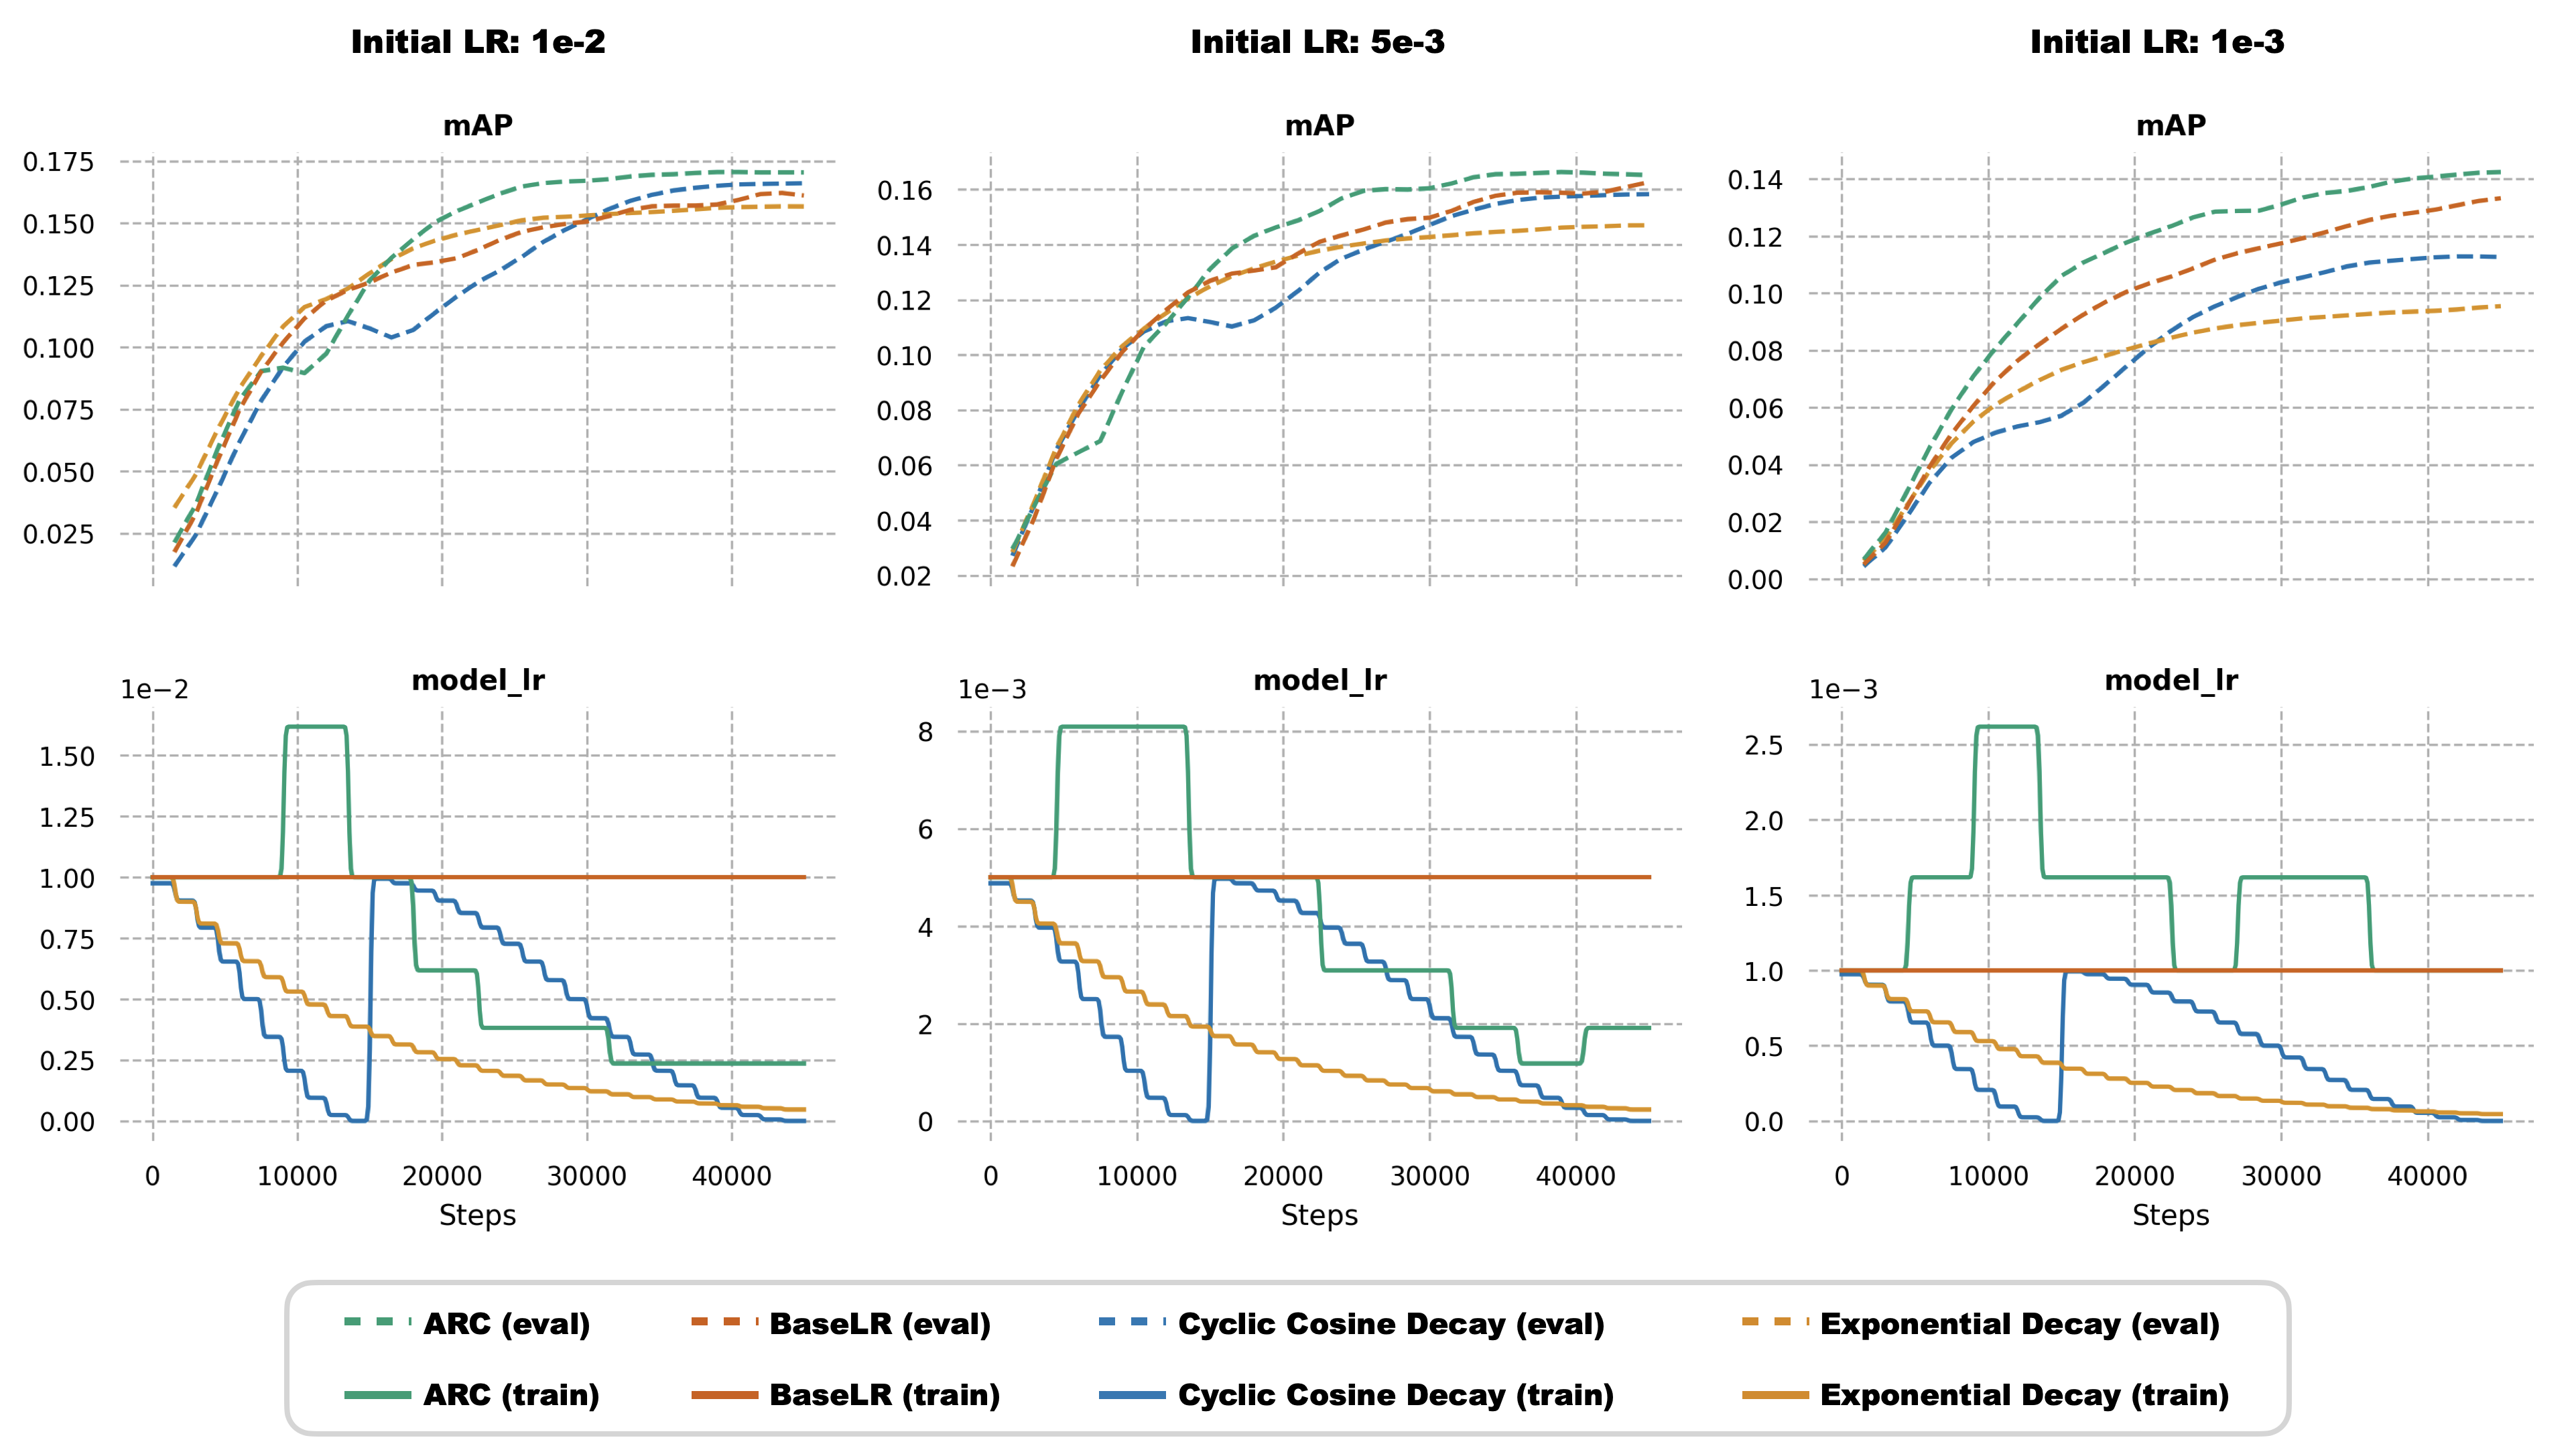 Initial LR: 1e-2
Initial LR: 5e-3
Initial LR: 1e-3
mAP
0.175
0.150
0.125
0.100
0.075
0.050
0.025
mAP
0.16
0.14
0.12
0.10
0.08
0.06
0.04
0.02
mAP
0.14
0.12
0.10
0.08
0.06
0.04
0.02
0.00
1e−2
model_lr
1.50
1.25
1.00
0.75
0.50
0.25
0.00
0 10000 20000 30000 40000
Steps
1e−3
model_lr
8
6
4
2
0
0 10000 20000 30000 40000
Steps
1e−3
model_lr
2.5
2.0
1.5
1.0
0.5
0.0
0 10000 20000 30000 40000
Steps
ARC (eval)
BaseLR (eval)
Cyclic Cosine Decay (eval)
Exponential Decay (eval)
ARC (train)
BaseLR (train)
Cyclic Cosine Decay (train)
Exponential Decay (train)